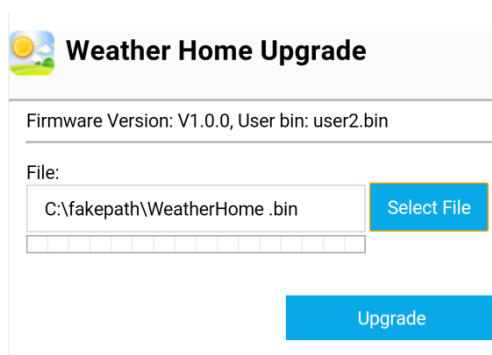 Weather Home Upgrade
Firmware Version: V1.0.0, User bin: user2.bin
File:
C:\fakepath\WeatherHome .bin
Select File
Upgrade